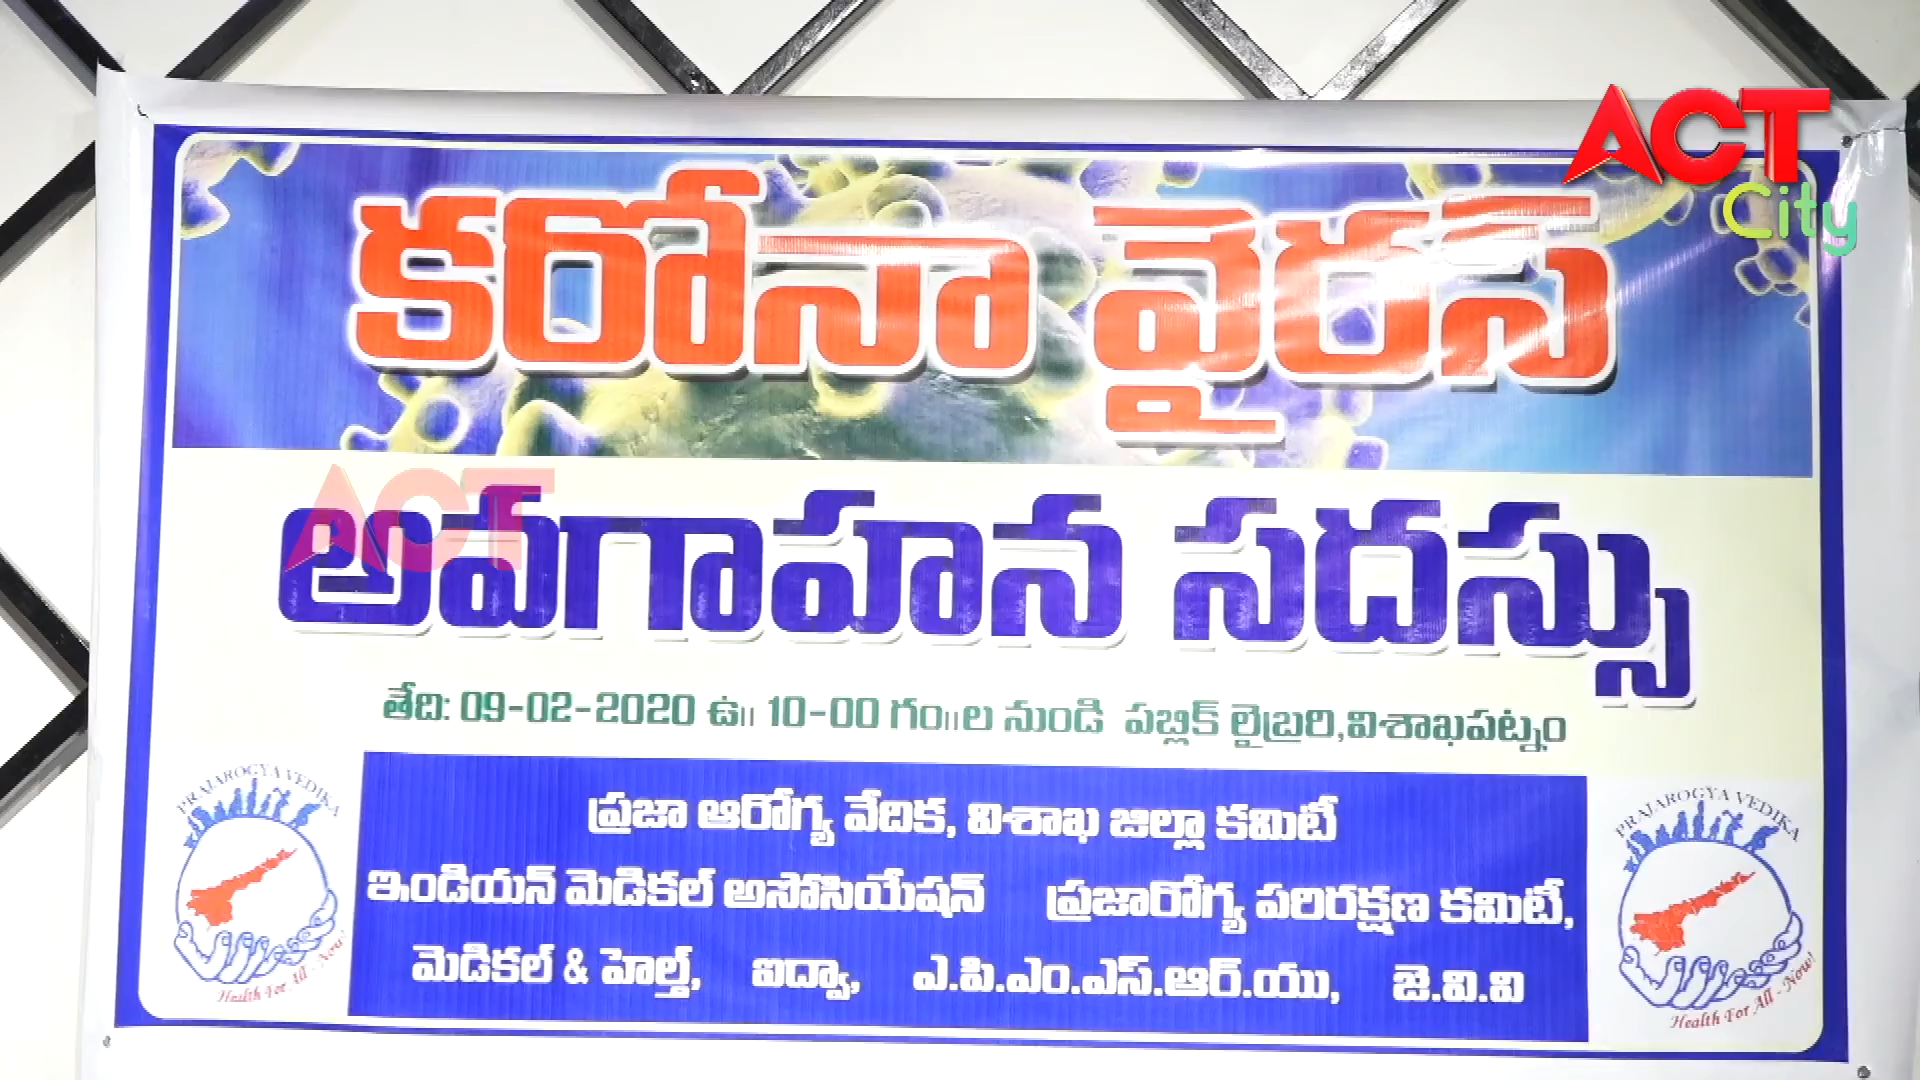 ACT
City
కరోనా వైరస్
ACT
అవగాహన సదస్సు
తేది: 09-02-2020 ఉ॥ 10-00 గం॥ల నుండి పబ్లిక్ లైబ్రరి,విశాఖపట్నం
ప్రజా ఆరోగ్య వేదిక, విశాఖ జిల్లా కమిటీ
ఇండియన్ మెడికల్ అసోసియేషన్ ప్రజారోగ్య పరిరక్షణ కమిటీ,
మెడికల్ & హెల్త్, ఐద్వా, ఎ.పి.ఎం.ఎస్.ఆర్.యు, జె.వి.వి
PRAJAROGYA VEDIKA
Health For All - Now!
PRAJAROGYA VEDIKA
Health For All - Now!